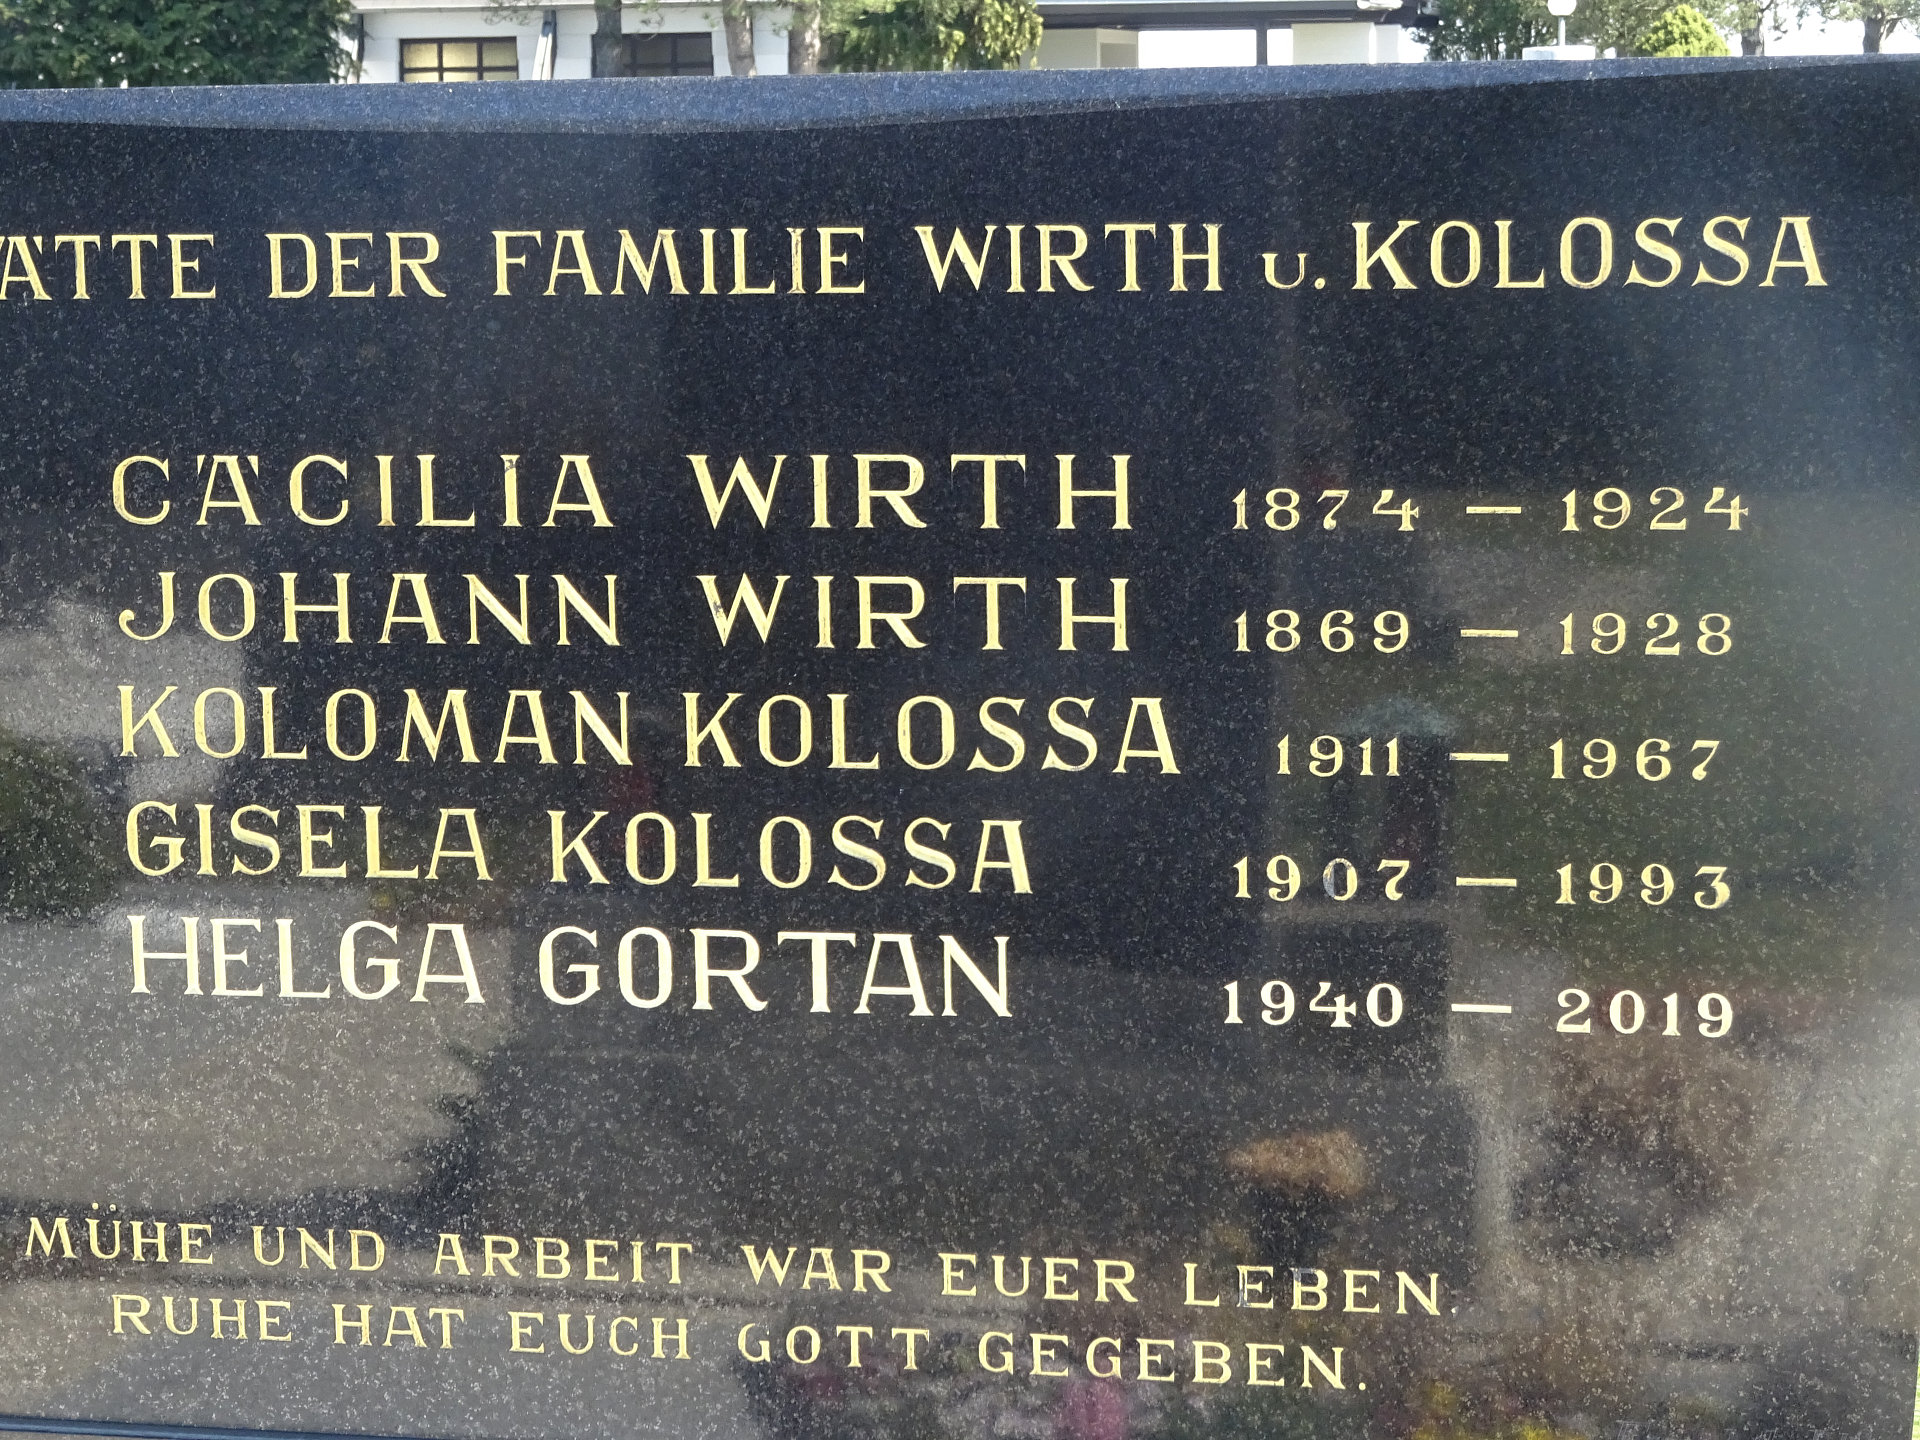 ÄTTE DER FAMILIE WIRTH u. KOLOSSA
CÄCILIA WIRTH 1874 – 1924
JOHANN WIRTH 1869 – 1928
KOLOMAN KOLOSSA 1911 – 1967
GISELA KOLOSSA 1907 – 1993
HELGA GORTAN 1940 – 2019
MÜHE UND ARBEIT WAR EUER LEBEN.
RUHE HAT EUCH GOTT GEGEBEN.